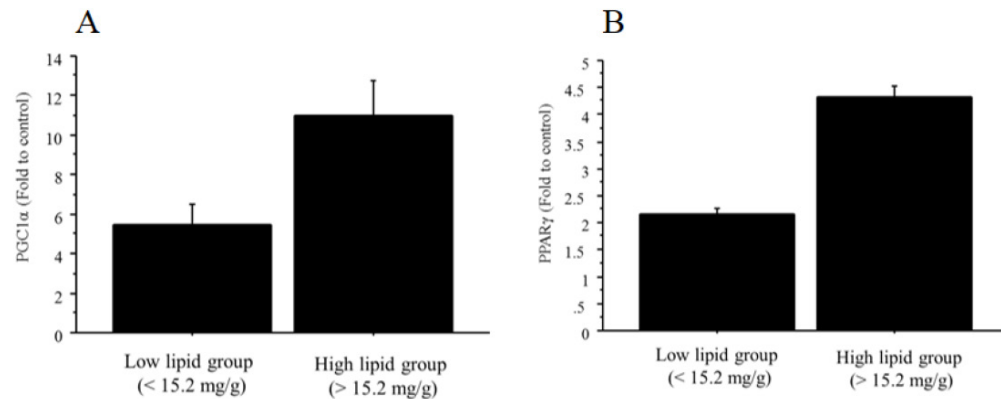 A
PGC1α (Fold to control)
14
12
10
8
6
4
2
0
Low lipid group
(< 15.2 mg/g)
High lipid group
(> 15.2 mg/g)
B
PPARγ (Fold to control)
5
4.5
4
3.5
3
2.5
2
1.5
1
.5
0
Low lipid group
(< 15.2 mg/g)
High lipid group
(> 15.2 mg/g)